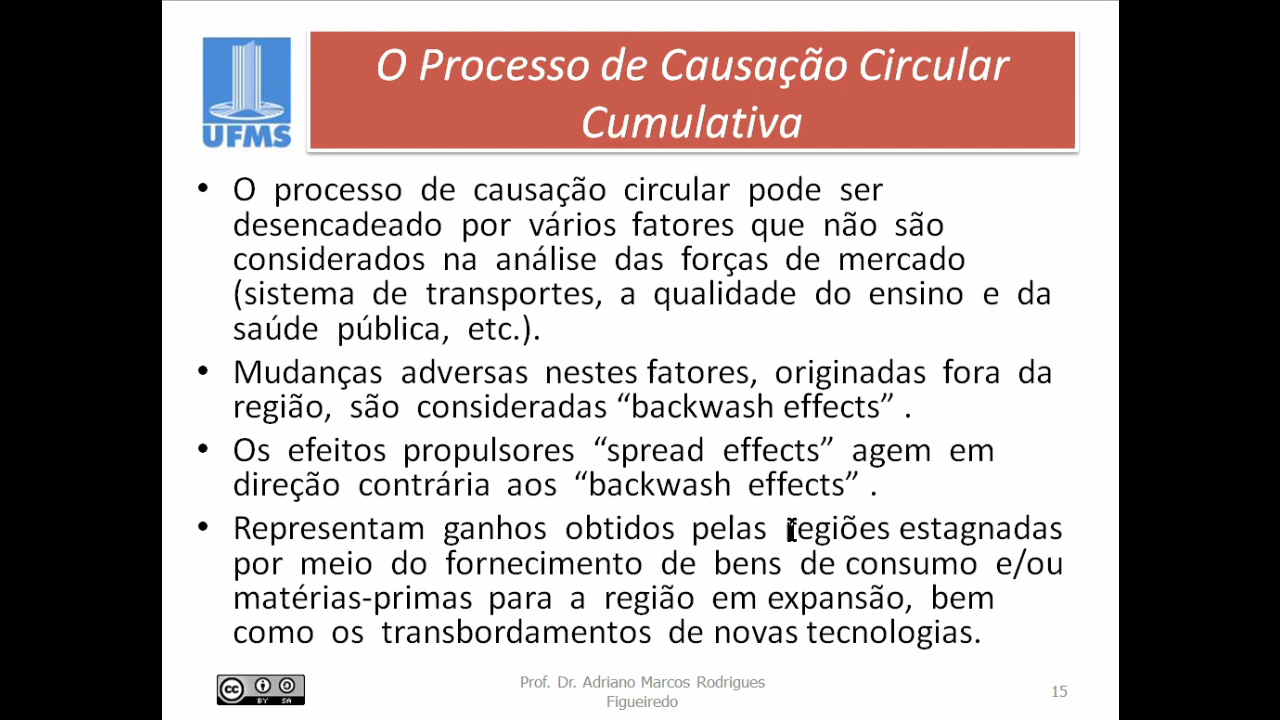 O Processo de Causação Circular
Cumulativa
UFMS
• O processo de causação circular pode ser
desencadeado por vários fatores que não são
considerados na análise das forças de mercado
(sistema de transportes, a qualidade do ensino e da
saúde pública, etc.).
• Mudanças adversas nestes fatores, originadas fora da
região, são consideradas “backwash effects” .
• Os efeitos propulsores “spread effects” agem em
direção contrária aos “backwash effects” .
• Representam ganhos obtidos pelas regiões estagnadas
por meio do fornecimento de bens de consumo e/ou
matérias-primas para a região em expansão, bem
como os transbordamentos de novas tecnologias.
cc BY SA
Prof. Dr. Adriano Marcos Rodrigues
Figueiredo
15